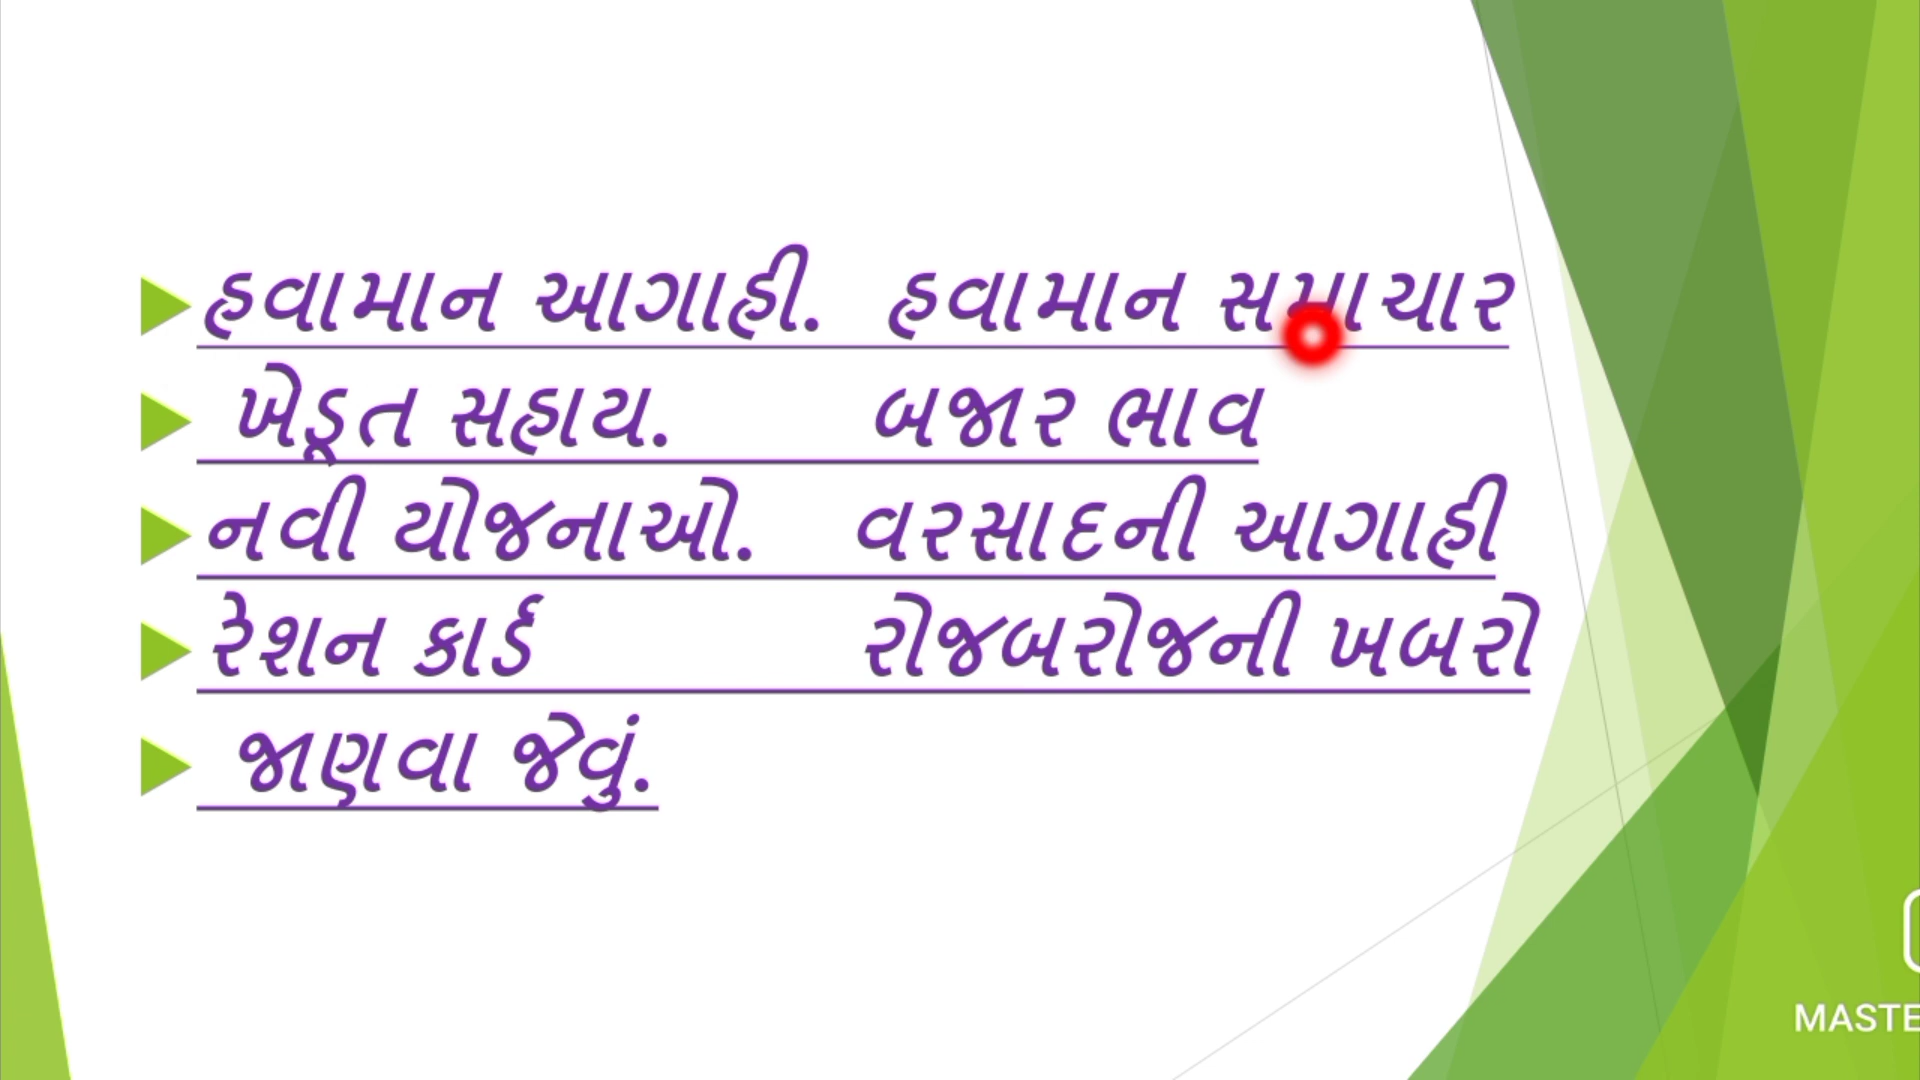 હવામાન આગાહી. હવામાન સમાચાર
ખેડૂત સહાય. બજાર ભાવ
નવી યોજનાઓ. વરસાદની આગાહી
રેશન કાર્ડ રોજબરોજની ખબરો
જાણવા જેવું.